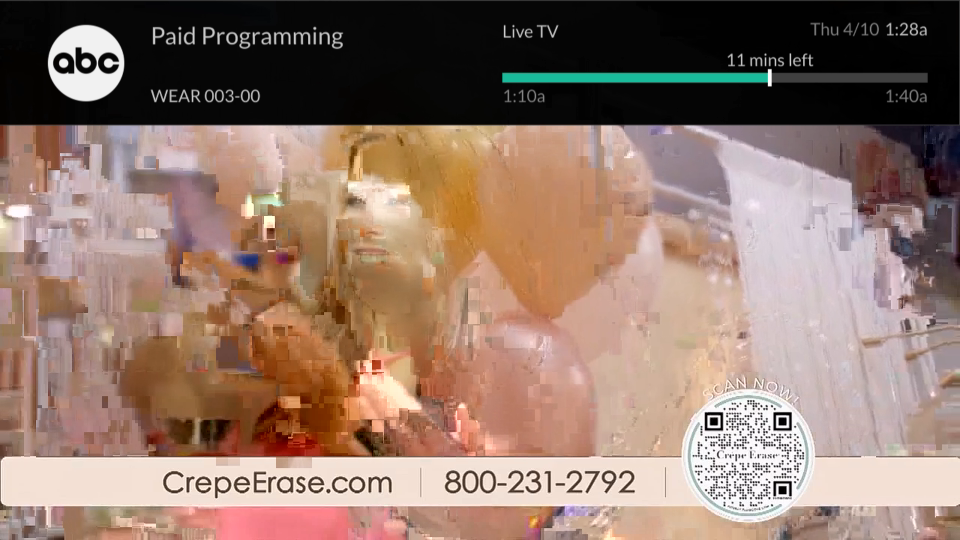 abc
Paid Programming
WEAR 003-00
Live TV
Thu 4/10 1:28a
11 mins left
1:10a
1:40a
SCAN NOW!
Crepe Erase
CrepeErase.com
800-231-2792